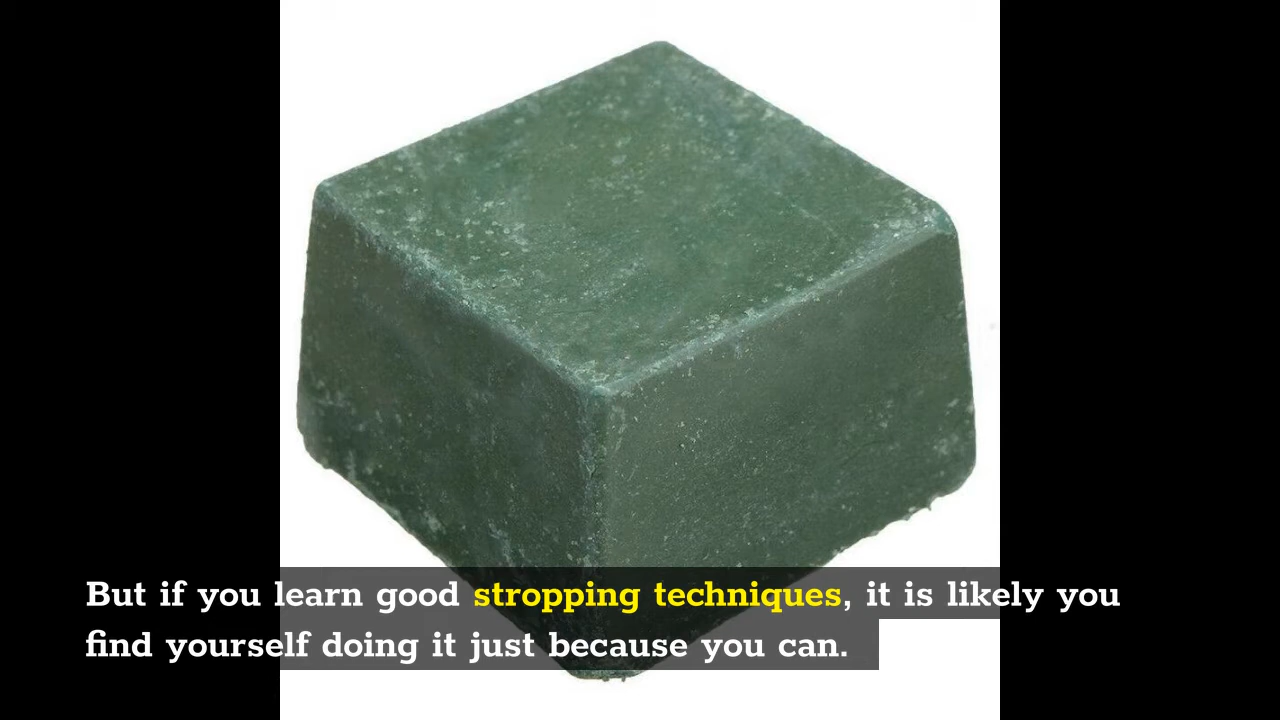 But if you learn good stropping techniques, it is likely you
find yourself doing it just because you can.